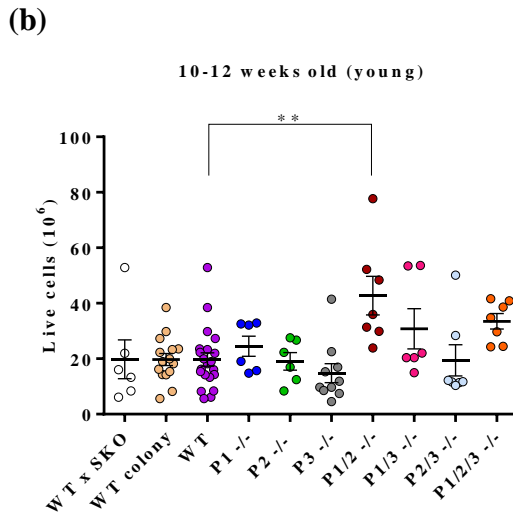 (b)
10-12 weeks old (young)
**
Live cells (10⁶)
100
80
60
40
20
0
WT x SKO
WT colony
WT
P1 -/-
P2 -/-
P3 -/-
P1/2 -/-
P1/3 -/-
P2/3 -/-
P1/2/3 -/-